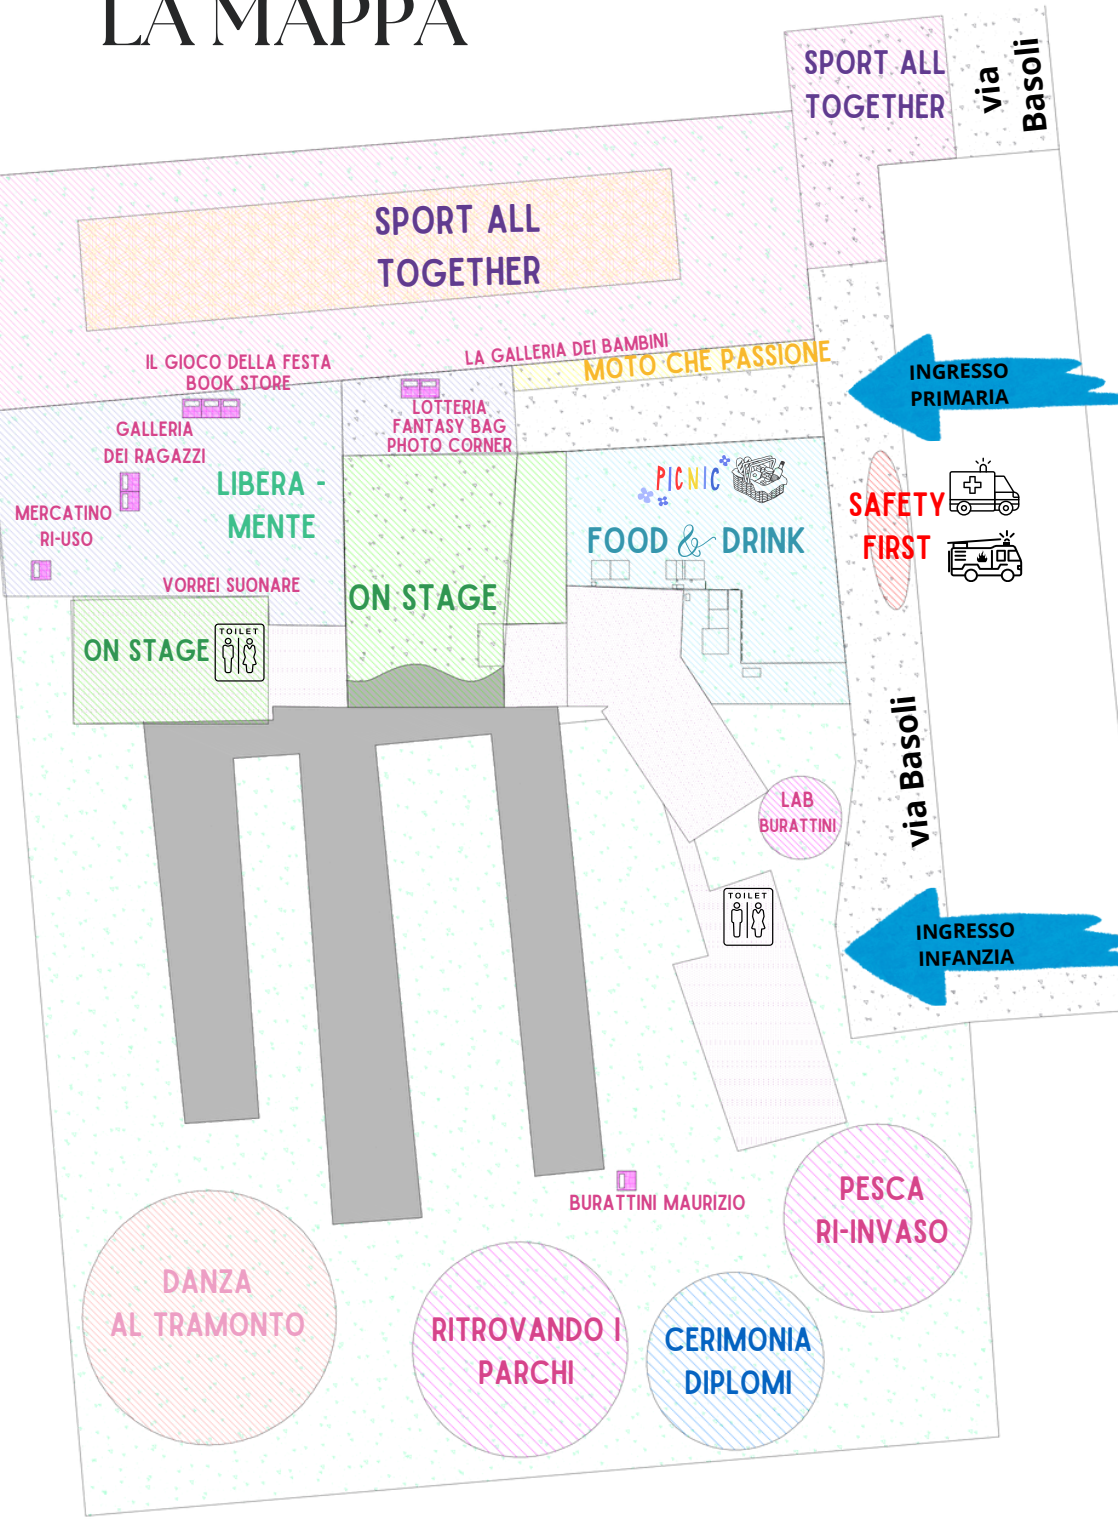 LA MAPPA
SPORT ALL
TOGETHER
via
Basoli
SPORT ALL
TOGETHER
IL GIOCO DELLA FESTA
BOOK STORE
LA GALLERIA DEI BAMBINI
MOTO CHE PASSIONE
INGRESSO
PRIMARIA
GALLERIA
DEI RAGAZZI
LOTTERIA
FANTASY BAG
PHOTO CORNER
LIBERA -
MENTE
PICNIC
MERCATINO
RI-USO
FOOD & DRINK
SAFETY
FIRST
VORREI SUONARE
ON STAGE
ON STAGE
TOILET
via Basoli
LAB
BURATTINI
TOILET
INGRESSO
INFANZIA
BURATTINI MAURIZIO
PESCA
RI-INVASO
DANZA
AL TRAMONTO
RITROVANDO I
PARCHI
CERIMONIA
DIPLOMI